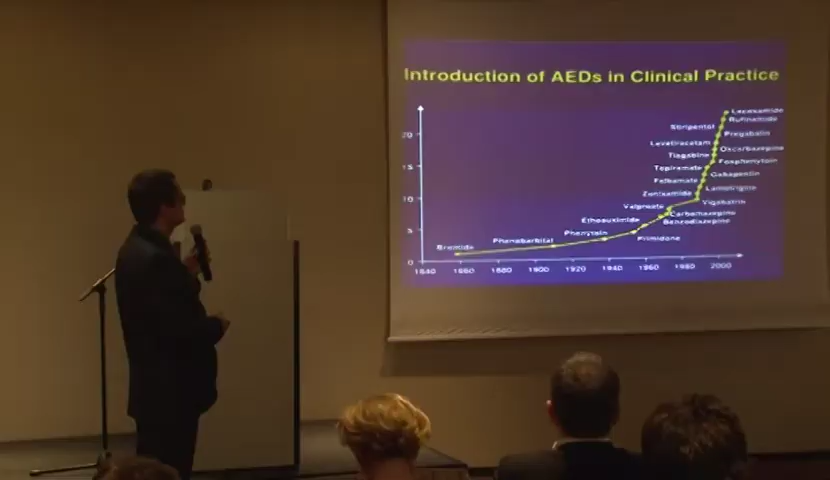 Introduction of AEDs in Clinical Practice
Lacosamide
Rufinamide
20
Stiripentol
Pregabalin
Levetiracetam
Oxcarbazepine
Tiagabine
Fosphenytoin
15
Topiramate
Gabapentin
Felbamate
Lamotrigine
Zonisamide
10
Vigabatrin
Valproate
Carbamazepine
Ethosuximide
Benzodiazepine
5
Phenytoin
Primidone
Phenobarbital
Bromide
0
1840 1860 1880 1900 1920 1940 1960 1980 2000